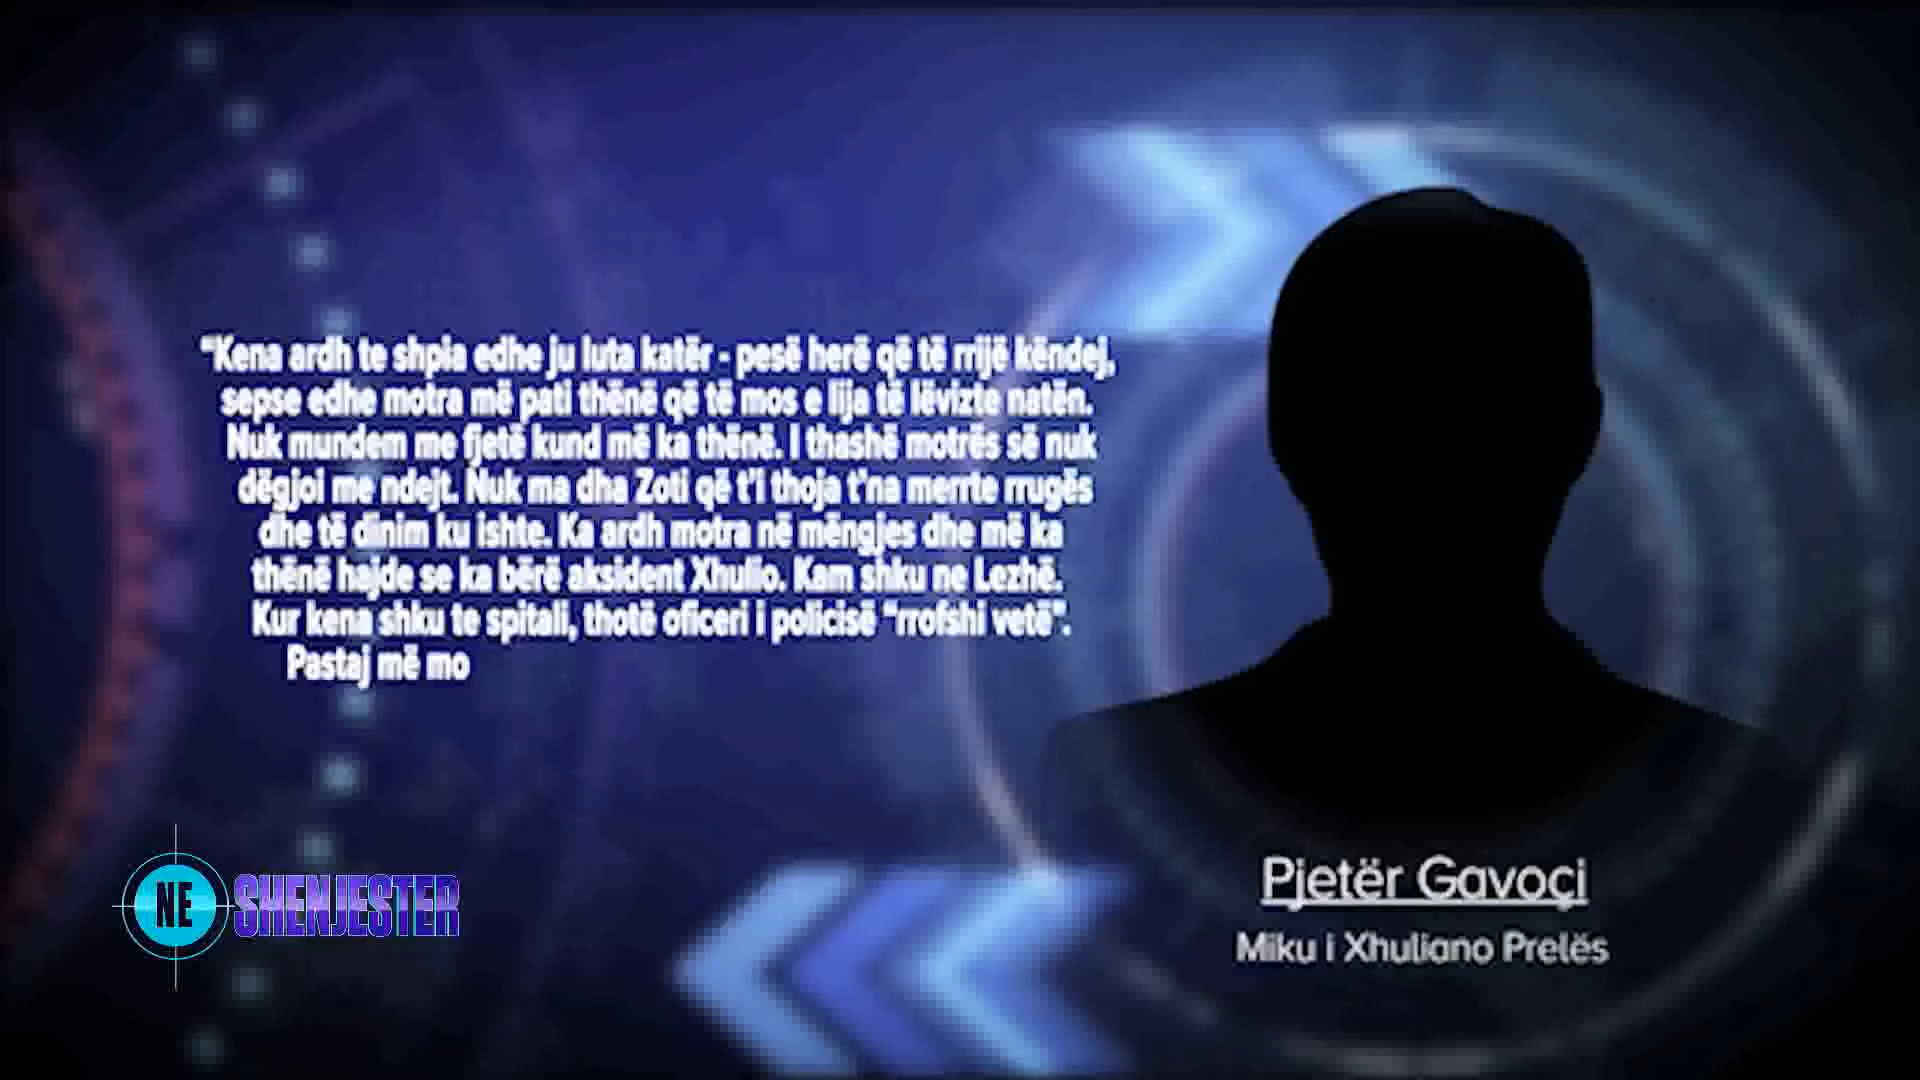 “Kena ardh te shpia edhe ju luta katër - pesë herë që të rrijë këndej,
sepse edhe motra më pati thënë që të mos e lija të lëvizte natën.
Nuk mundem me fjetë kund më ka thënë. I thashë motrës së nuk
dëgjoi me ndejt. Nuk ma dha Zoti që t'i thoja t'na merrte rrugës
dhe të dinim ku ishte. Ka ardh motra në mëngjes dhe më ka
thënë hajde se ka bërë aksident Xhulio. Kam shku ne Lezhë.
Kur kena shku te spitali, thotë oficeri i policisë “rrofshi vetë”.
Pastaj më mo
Pjetër Gavoçi
Miku i Xhuliano Prelës
NE SHENJESTER